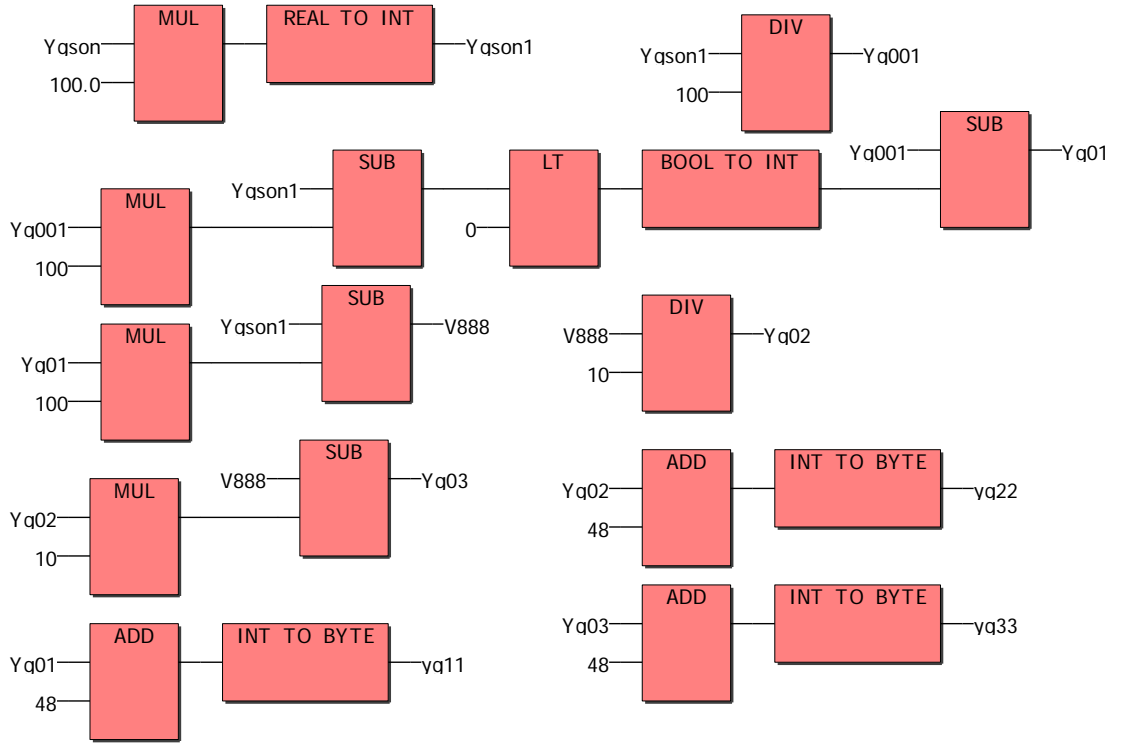 MUL
REAL TO INT
Yqson
Yqson1
100.0
DIV
Yqson1
Yq001
100
SUB
Yq001
Yq01
SUB
LT
BOOL TO INT
Yqson1
0
MUL
Yq001
100
SUB
Yqson1
V888
MUL
Yq01
100
DIV
V888
Yq02
10
SUB
V888
Yq03
MUL
Yq02
10
ADD
INT TO BYTE
Yq02
yq22
48
ADD
INT TO BYTE
Yq03
yq33
48
ADD
INT TO BYTE
Yq01
yq11
48